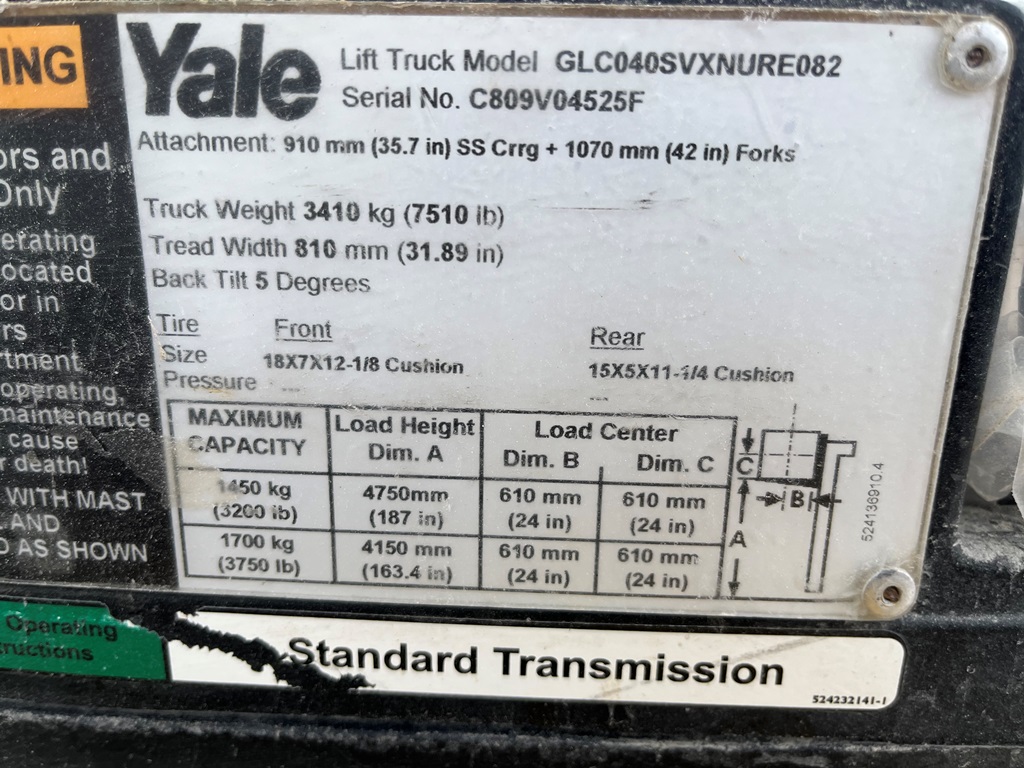 ING
ors and
Only
erating
ocated
or in
rs
rtment
operating,
maintenance
cause
r death!
WITH MAST
AND
D AS SHOWN
Yale
Lift Truck Model GLC040SVXNURE082
Serial No. C809V04525F
Attachment: 910 mm (35.7 in) SS Crrg + 1070 mm (42 in) Forks
Truck Weight 3410 kg (7510 lb)
Tread Width 810 mm (31.89 in)
Back Tilt 5 Degrees
Tire Front Rear
Size 18X7X12-1/8 Cushion 15X5X11-1/4 Cushion
Pressure --- ---
MAXIMUM CAPACITY Load Height Dim. A Load Center Dim. B Dim. C
1450 kg (3200 lb) 4750mm (187 in) 610 mm (24 in) 610 mm (24 in)
1700 kg (3750 lb) 4150 mm (163.4 in) 610 mm (24 in) 610 mm (24 in)
C
B
A
524136910.4
Operating
tructions
Standard Transmission
524232141-1